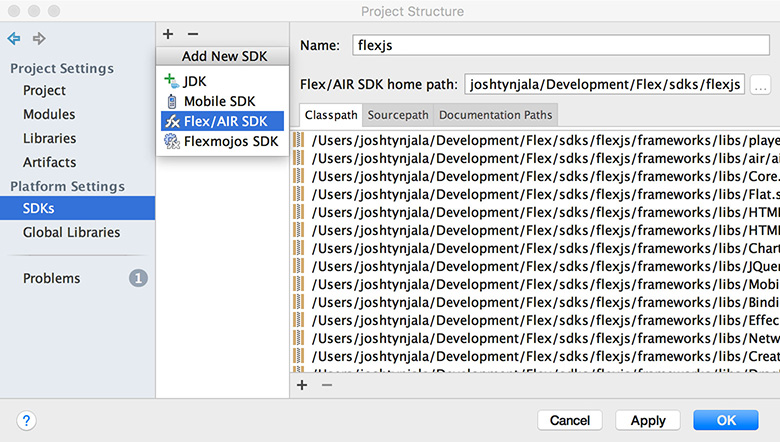 Project Structure
Project Settings
Project
Modules
Libraries
Artifacts
Platform Settings
SDKs
Global Libraries
Problems 1
Add New SDK
JDK
Mobile SDK
Flex/AIR SDK
Flexmojos SDK
Name: flexjs
Flex/AIR SDK home path: joshtynjala/Development/Flex/sdks/flexjs ...
Classpath Sourcepath Documentation Paths
/Users/joshtynjala/Development/Flex/sdks/flexjs/frameworks/libs/playe
/Users/joshtynjala/Development/Flex/sdks/flexjs/frameworks/libs/air/ai
/Users/joshtynjala/Development/Flex/sdks/flexjs/frameworks/libs/Core.
/Users/joshtynjala/Development/Flex/sdks/flexjs/frameworks/libs/Flat.s
/Users/joshtynjala/Development/Flex/sdks/flexjs/frameworks/libs/HTM
/Users/joshtynjala/Development/Flex/sdks/flexjs/frameworks/libs/HTM
/Users/joshtynjala/Development/Flex/sdks/flexjs/frameworks/libs/Chart
/Users/joshtynjala/Development/Flex/sdks/flexjs/frameworks/libs/JQuer
/Users/joshtynjala/Development/Flex/sdks/flexjs/frameworks/libs/Mobi
/Users/joshtynjala/Development/Flex/sdks/flexjs/frameworks/libs/Bindi
/Users/joshtynjala/Development/Flex/sdks/flexjs/frameworks/libs/Effec
/Users/joshtynjala/Development/Flex/sdks/flexjs/frameworks/libs/Netw
/Users/joshtynjala/Development/Flex/sdks/flexjs/frameworks/libs/Creat
? Cancel Apply OK